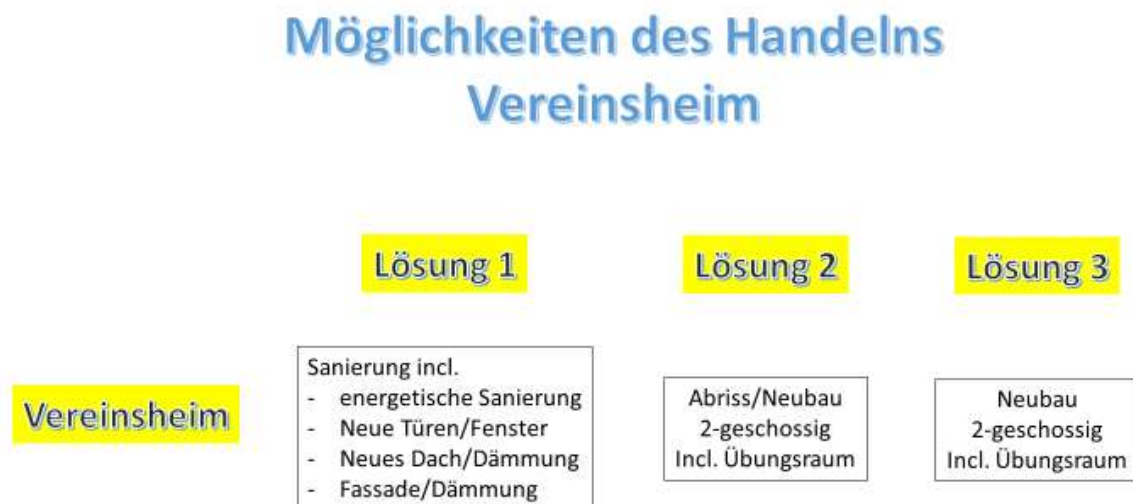 Möglichkeiten des Handelns
Vereinsheim
Lösung 1
Lösung 2
Lösung 3
Vereinsheim
Sanierung incl.
- energetische Sanierung
- Neue Türen/Fenster
- Neues Dach/Dämmung
- Fassade/Dämmung
Abriss/Neubau
2-geschossig
Incl. Übungsraum
Neubau
2-geschossig
Incl. Übungsraum